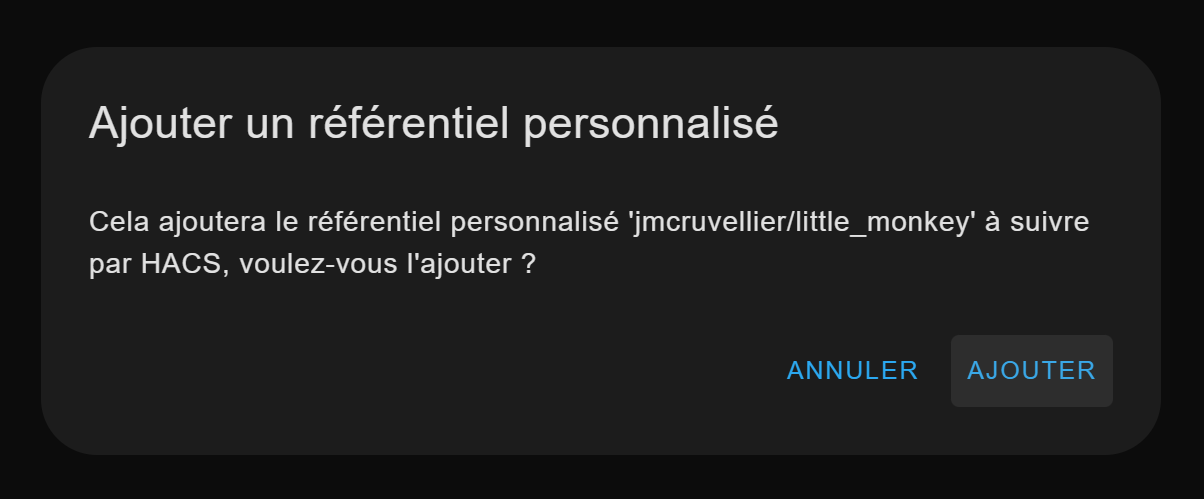 Ajouter un référentiel personnalisé
Cela ajoutera le référentiel personnalisé 'jmcruvellier/little_monkey' à suivre
par HACS, voulez-vous l'ajouter ?
ANNULER AJOUTER